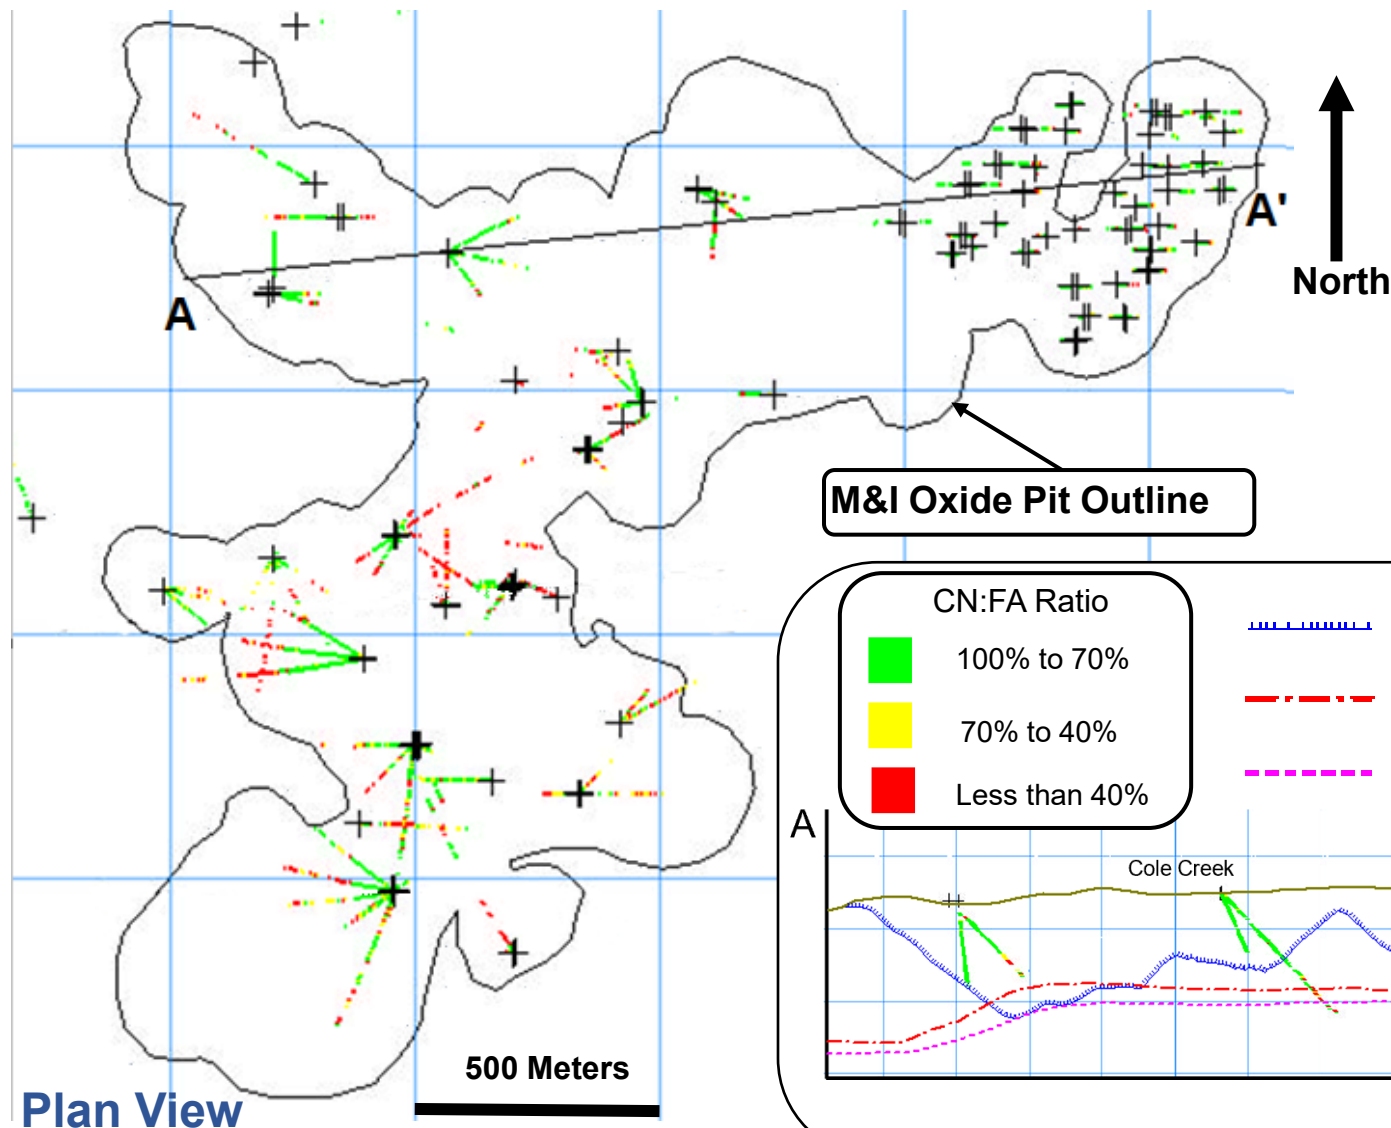 A
A'
North
M&I Oxide Pit Outline
CN:FA Ratio
100% to 70%
70% to 40%
Less than 40%
A
Cole Creek
500 Meters
Plan View